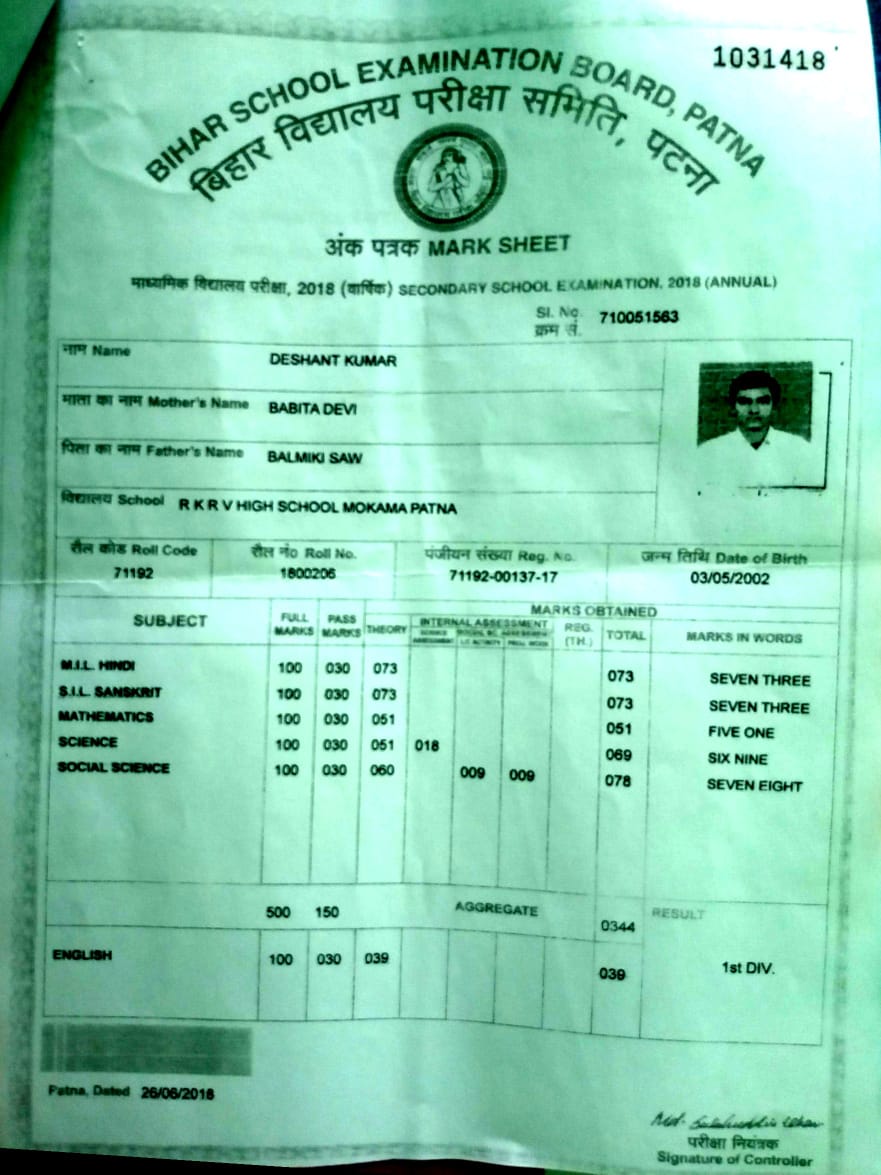 1031418
BIHAR SCHOOL EXAMINATION BOARD, PATNA
बिहार विद्यालय परीक्षा समिति, पटना
अंक पत्रक MARK SHEET
माध्यमिक विद्यालय परीक्षा, 2018 (वार्षिक) SECONDARY SCHOOL EXAMINATION, 2018 (ANNUAL)
Sl. No. 710051563
क्रम सं.
नाम Name DESHANT KUMAR
माता का नाम Mother's Name BABITA DEVI
पिता का नाम Father's Name BALMIKI SAW
विद्यालय School R K R V HIGH SCHOOL MOKAMA PATNA
रौल कोड Roll Code रौल नं० Roll No. पंजीयन संख्या Reg. No. जन्म तिथि Date of Birth
71192 1800206 71192-00137-17 03/05/2002
MARKS OBTAINED
SUBJECT FULL MARKS PASS MARKS THEORY INTERNAL ASSESSMENT REG. (TH.) TOTAL MARKS IN WORDS
M.I.L. HINDI 100 030 073 073 SEVEN THREE
S.I.L. SANSKRIT 100 030 073 073 SEVEN THREE
MATHEMATICS 100 030 051 051 FIVE ONE
SCIENCE 100 030 051 018 069 SIX NINE
SOCIAL SCIENCE 100 030 060 009 009 078 SEVEN EIGHT
500 150 AGGREGATE 0344 RESULT
ENGLISH 100 030 039 039 1st DIV.
Patna, Dated 26/06/2018
परीक्षा नियंत्रक
Signature of Controller